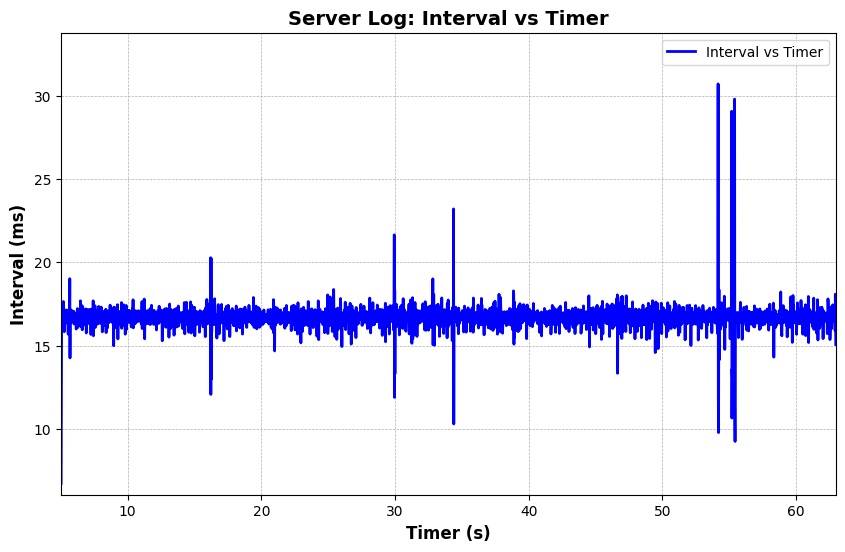 Server Log: Interval vs Timer
Interval vs Timer
30
25
20
15
10
Interval (ms)
10 20 30 40 50 60
Timer (s)